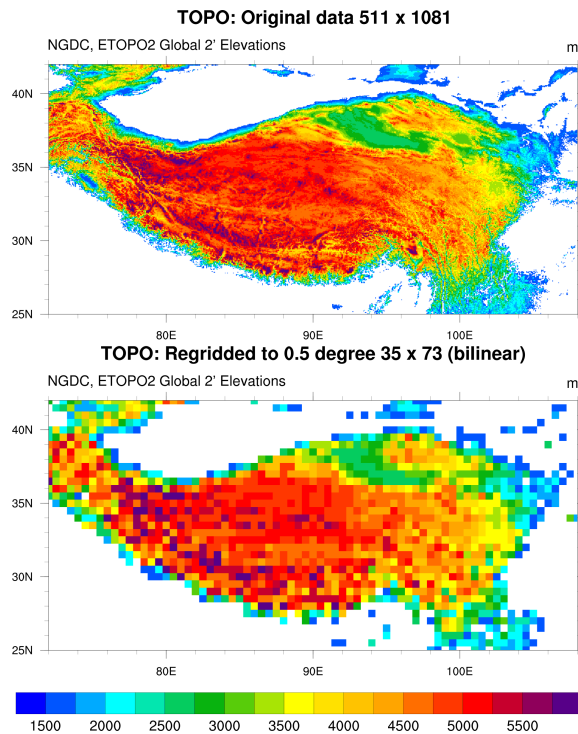 TOPO: Original data 511 x 1081
NGDC, ETOPO2 Global 2' Elevations m
40N
35N
30N
25N
80E 90E 100E
TOPO: Regridded to 0.5 degree 35 x 73 (bilinear)
NGDC, ETOPO2 Global 2' Elevations m
40N
35N
30N
25N
80E 90E 100E
1500 2000 2500 3000 3500 4000 4500 5000 5500